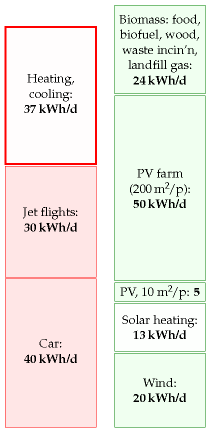 Heating,
cooling:
37 kWh/d
Jet flights:
30 kWh/d
Car:
40 kWh/d
Biomass: food,
biofuel, wood,
waste incin’n,
landfill gas:
24 kWh/d
PV farm
(200 m²/p):
50 kWh/d
PV, 10 m²/p: 5
Solar heating:
13 kWh/d
Wind:
20 kWh/d